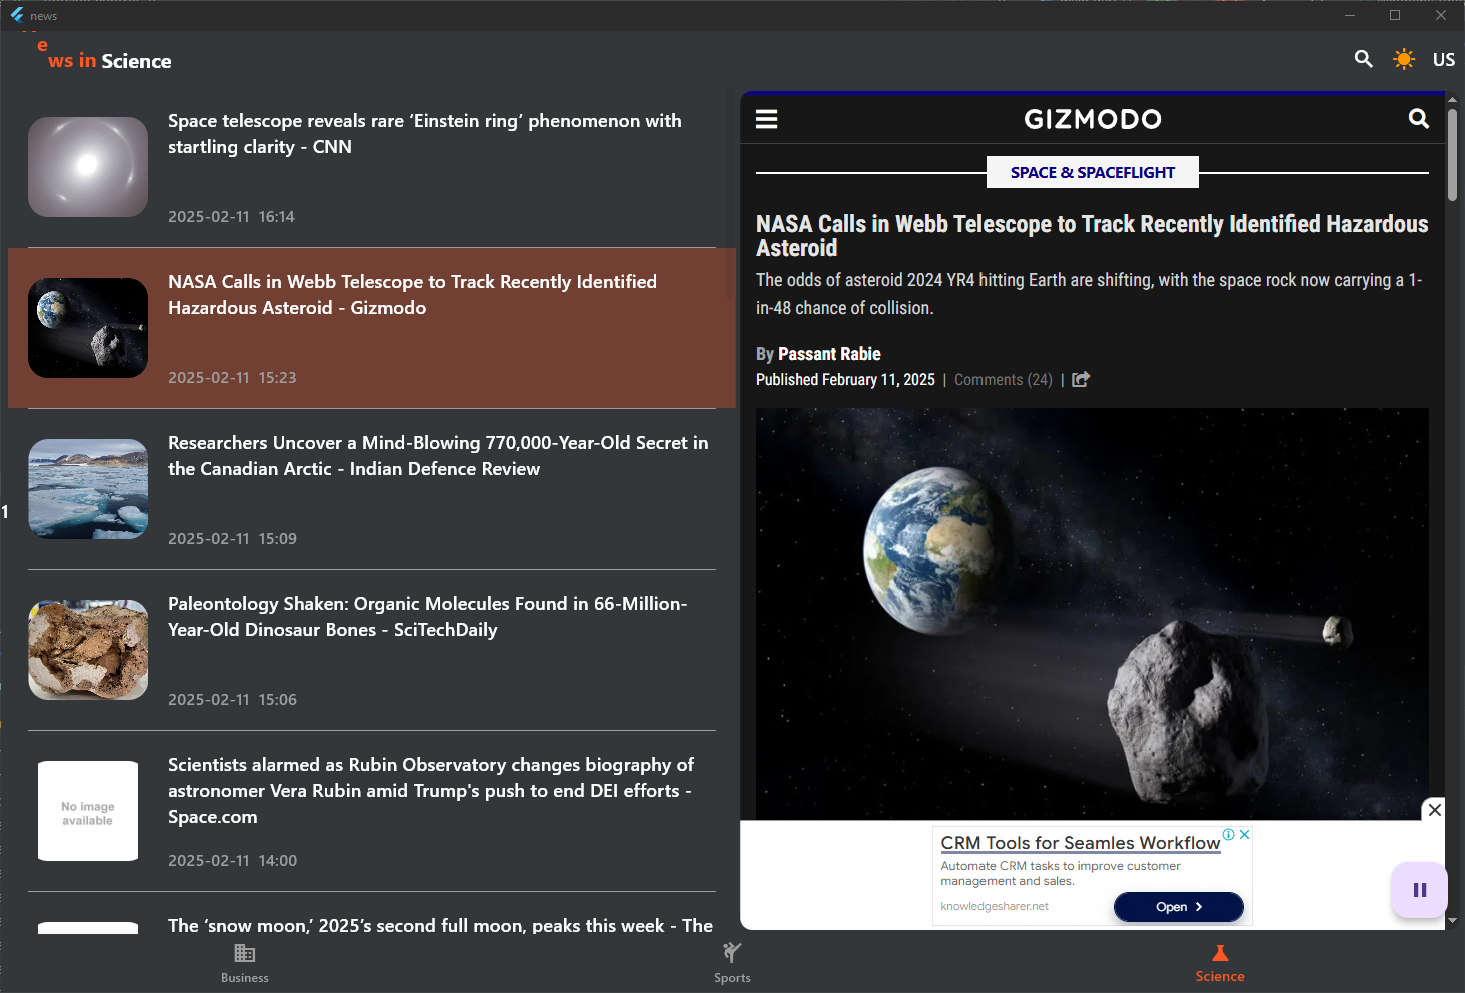 news
e
ws in Science
US
Space telescope reveals rare ‘Einstein ring’ phenomenon with
startling clarity - CNN
2025-02-11 16:14
NASA Calls in Webb Telescope to Track Recently Identified
Hazardous Asteroid - Gizmodo
2025-02-11 15:23
Researchers Uncover a Mind-Blowing 770,000-Year-Old Secret in
the Canadian Arctic - Indian Defence Review
2025-02-11 15:09
1
Paleontology Shaken: Organic Molecules Found in 66-Million-
Year-Old Dinosaur Bones - SciTechDaily
2025-02-11 15:06
No image
available
Scientists alarmed as Rubin Observatory changes biography of
astronomer Vera Rubin amid Trump's push to end DEI efforts -
Space.com
2025-02-11 14:00
The ‘snow moon,’ 2025’s second full moon, peaks this week - The
GIZMODO
SPACE & SPACEFLIGHT
NASA Calls in Webb Telescope to Track Recently Identified Hazardous
Asteroid
The odds of asteroid 2024 YR4 hitting Earth are shifting, with the space rock now carrying a 1-
in-48 chance of collision.
By Passant Rabie
Published February 11, 2025 | Comments (24) |
CRM Tools for Seamles Workflow
Automate CRM tasks to improve customer
management and sales.
knowledgesharer.net
Open
Business
Sports
Science